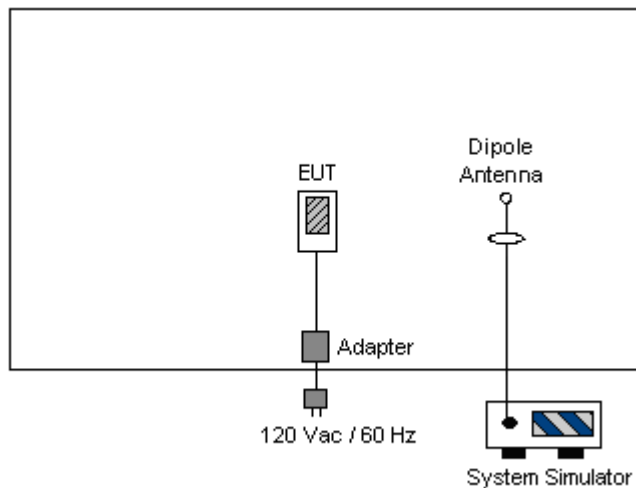 Dipole
Antenna
EUT
Adapter
120 Vac / 60 Hz
System Simulator